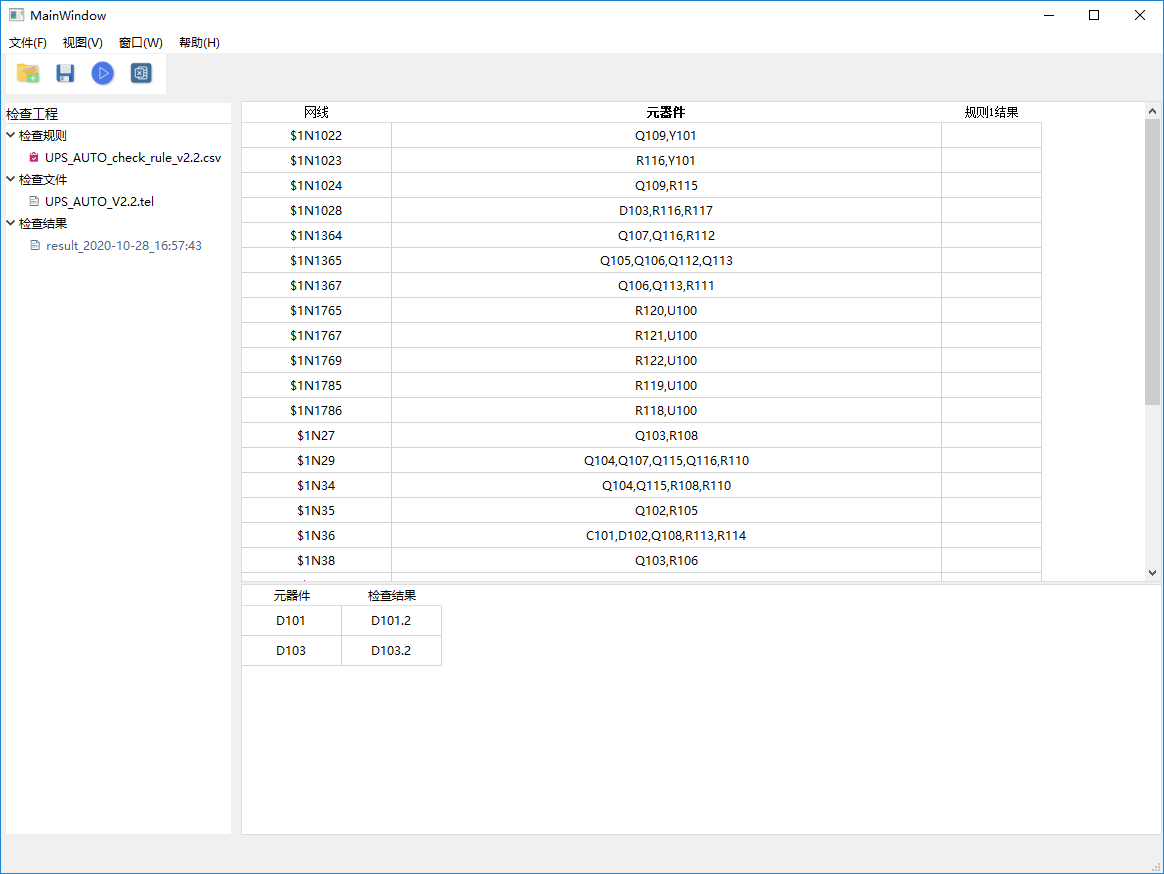 MainWindow
文件(F) 视图(V) 窗口(W) 帮助(H)
检查工程
检查规则
UPS_AUTO_check_rule_v2.2.csv
检查文件
UPS_AUTO_V2.2.tel
检查结果
result_2020-10-28_16:57:43
网线 元器件 规则1结果
$1N1022 Q109,Y101
$1N1023 R116,Y101
$1N1024 Q109,R115
$1N1028 D103,R116,R117
$1N1364 Q107,Q116,R112
$1N1365 Q105,Q106,Q112,Q113
$1N1367 Q106,Q113,R111
$1N1765 R120,U100
$1N1767 R121,U100
$1N1769 R122,U100
$1N1785 R119,U100
$1N1786 R118,U100
$1N27 Q103,R108
$1N29 Q104,Q107,Q115,Q116,R110
$1N34 Q104,Q115,R108,R110
$1N35 Q102,R105
$1N36 C101,D102,Q108,R113,R114
$1N38 Q103,R106
元器件 检查结果
D101 D101.2
D103 D103.2